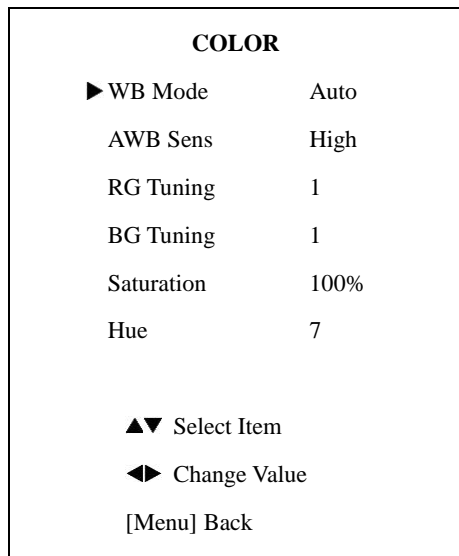 COLOR
▶WB Mode Auto
AWB Sens High
RG Tuning 1
BG Tuning 1
Saturation 100%
Hue 7
▲▼ Select Item
◀▶ Change Value
[Menu] Back